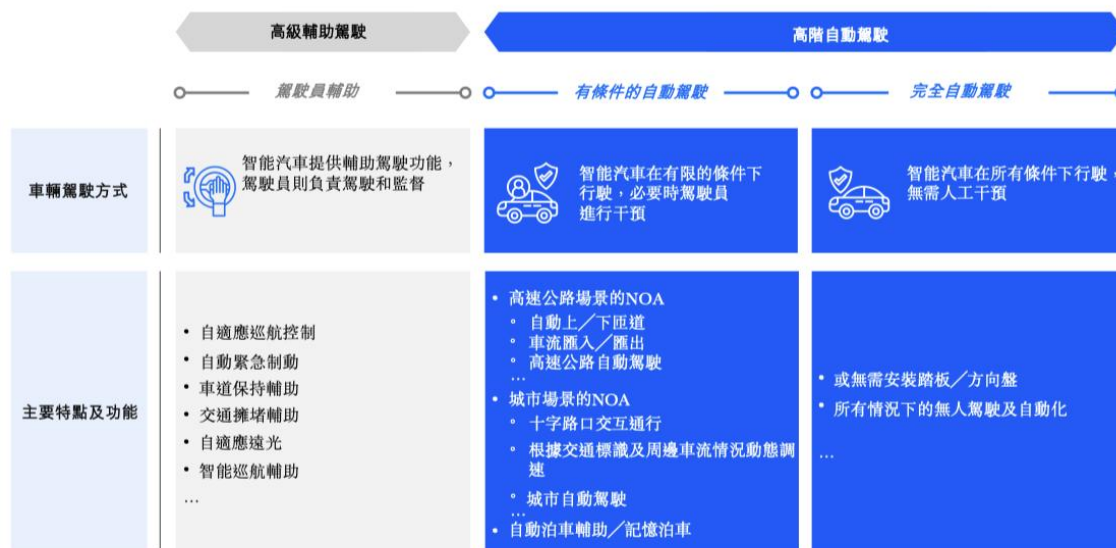 高級輔助駕駛
高階自動駕駛
駕駛員輔助
有條件的自動駕駛
完全自動駕駛
車輛駕駛方式
智能汽車提供輔助駕駛功能，
駕駛員則負責駕駛和監督
智能汽車在有限的條件下
行駛，必要時駕駛員
進行干預
智能汽車在所有條件下行駛，
無需人工干預
主要特點及功能
• 自適應巡航控制
• 自動緊急制動
• 車道保持輔助
• 交通擁堵輔助
• 自適應遠光
• 智能巡航輔助
…
• 高速公路場景的NOA
° 自動上／下匝道
° 車流匯入／匯出
° 高速公路自動駕駛
…
• 城市場景的NOA
° 十字路口交互通行
° 根據交通標識及周邊車流情況動態調
速
° 城市自動駕駛
…
• 自動泊車輔助／記憶泊車
• 或無需安裝踏板／方向盤
• 所有情況下的無人駕駛及自動化
…